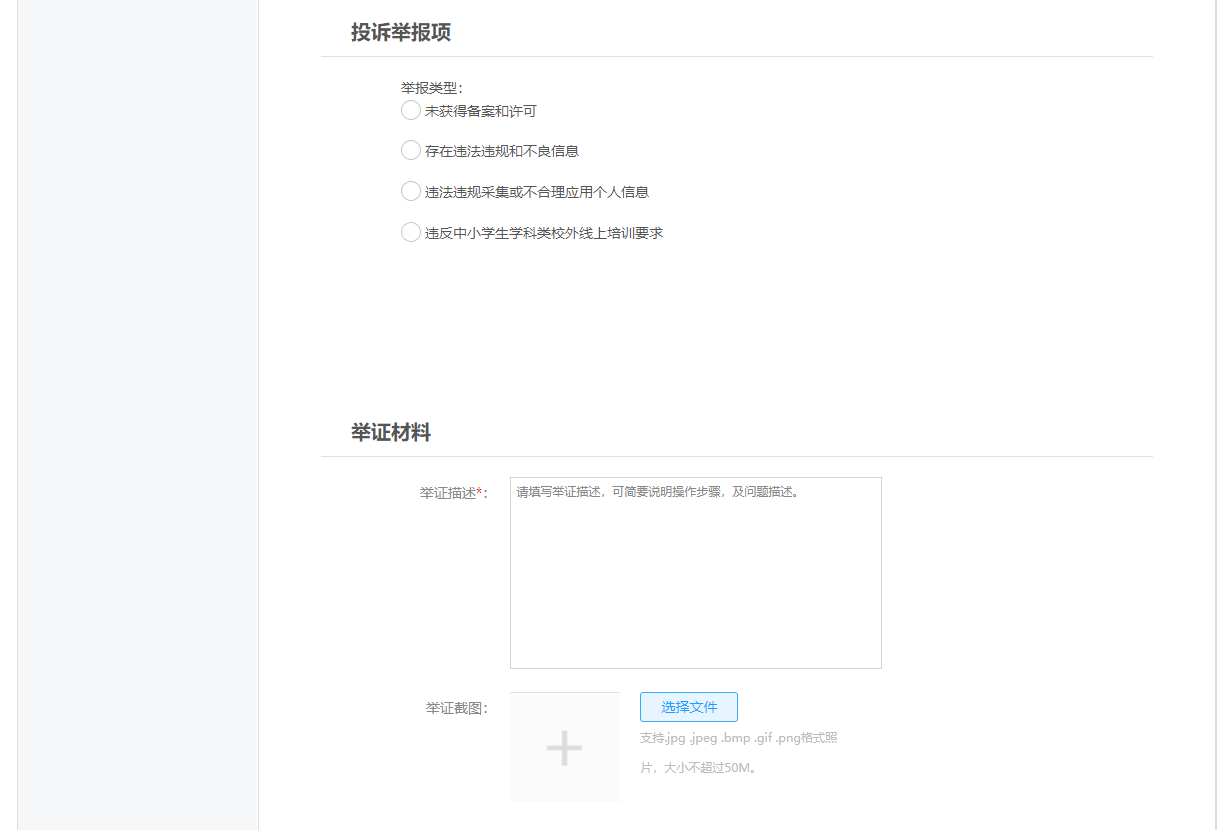 投诉举报项
举报类型：
未获得备案和许可
存在违法违规和不良信息
违法违规采集或不合理应用个人信息
违反中小学生学科类校外线上培训要求
举证材料
举证描述*：
请填写举证描述，可简要说明操作步骤，及问题描述。
举证截图：
选择文件
支持.jpg .jpeg .bmp .gif .png格式照
片，大小不超过50M。